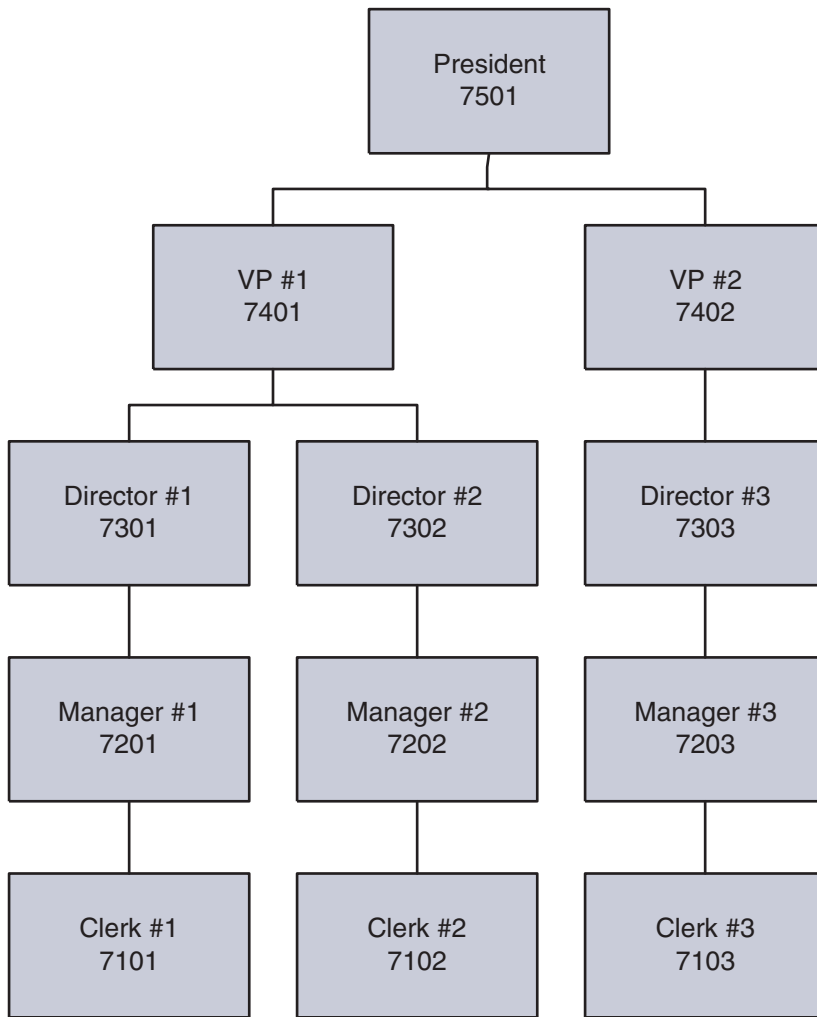 President
7501
VP #1
7401
VP #2
7402
Director #1
7301
Director #2
7302
Director #3
7303
Manager #1
7201
Manager #2
7202
Manager #3
7203
Clerk #1
7101
Clerk #2
7102
Clerk #3
7103